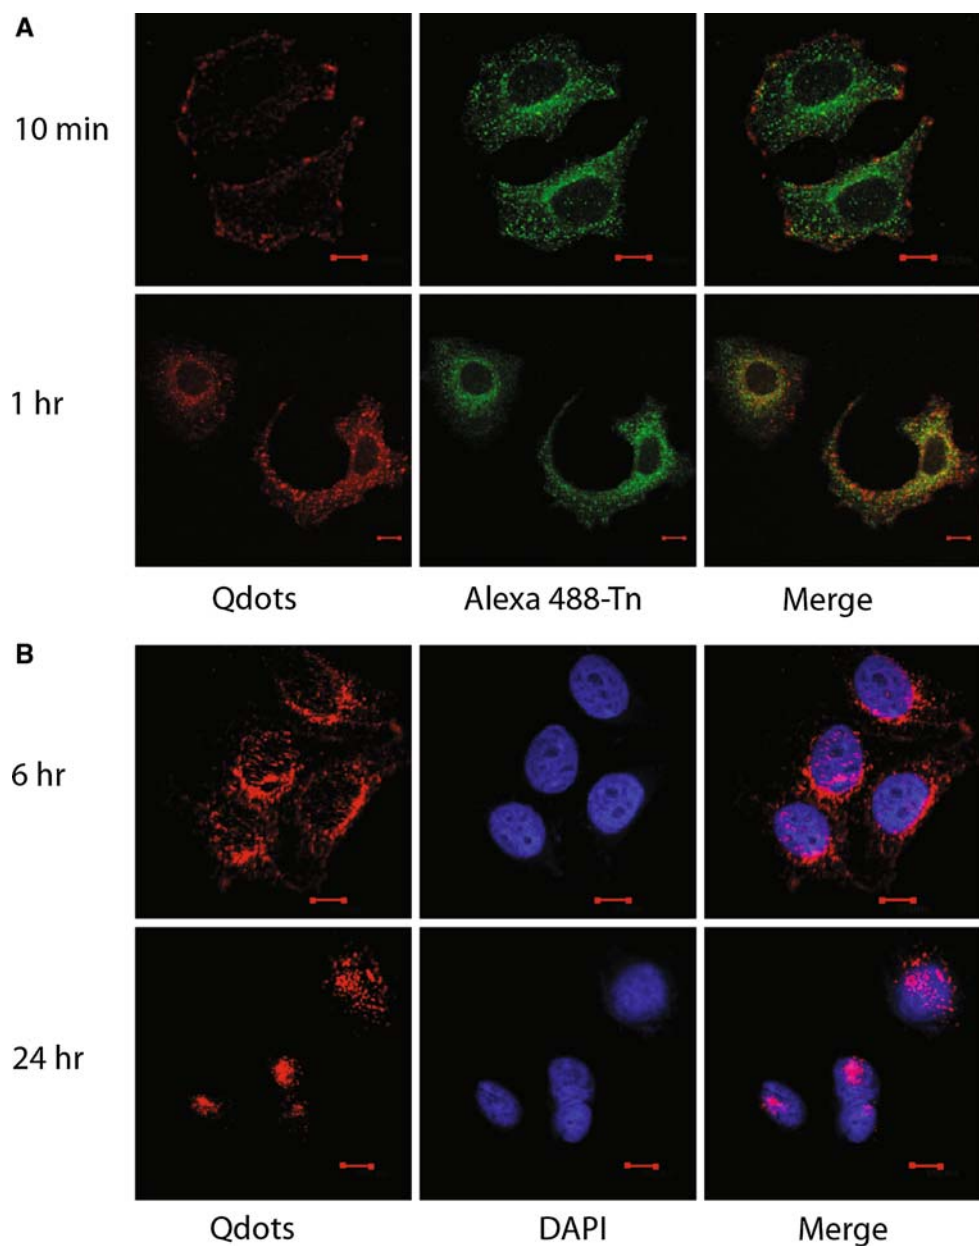 A
10 min
1 hr
Qdots Alexa 488-Tn Merge
B
6 hr
24 hr
Qdots DAPI Merge